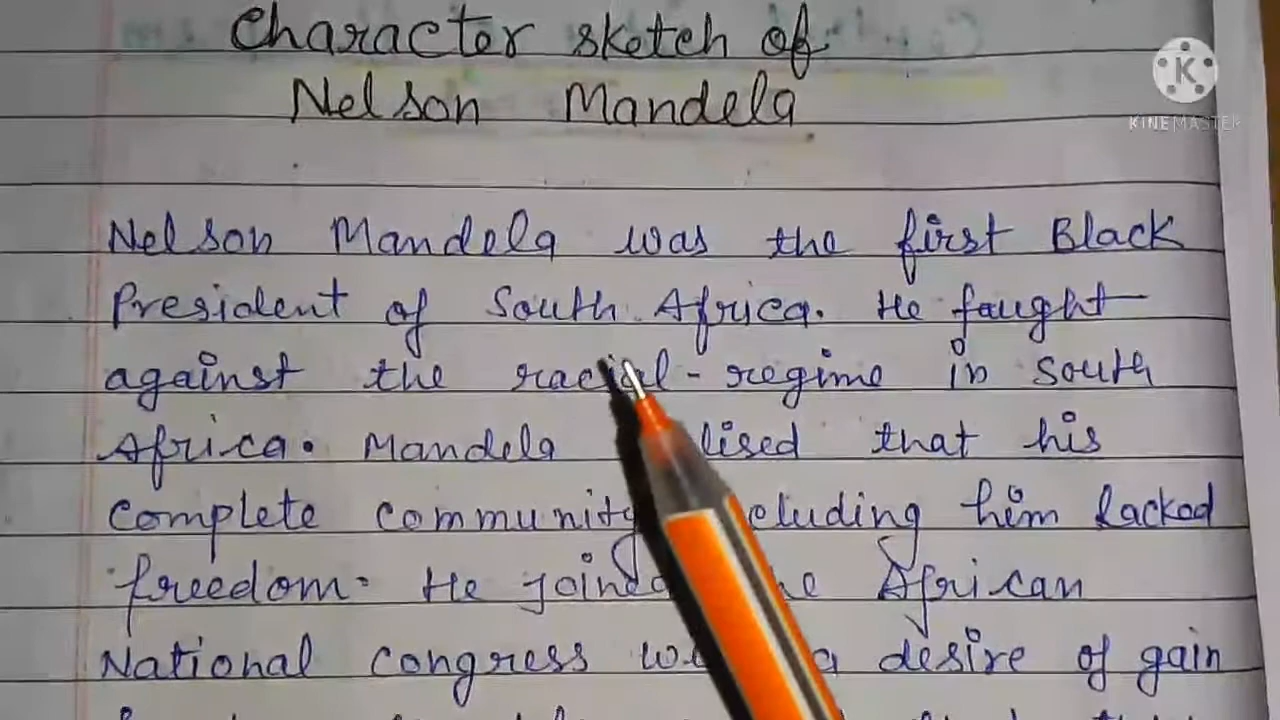 Character sketch of
Nelson Mandela
K
KINEMASTER
Nelson Mandela was the first Black
President of South Africa. He faught
against the racial-regime in South
Africa. Mandela lised that his
complete community cluding him lacked
freedom. He joind he African
National congress a desire of gain